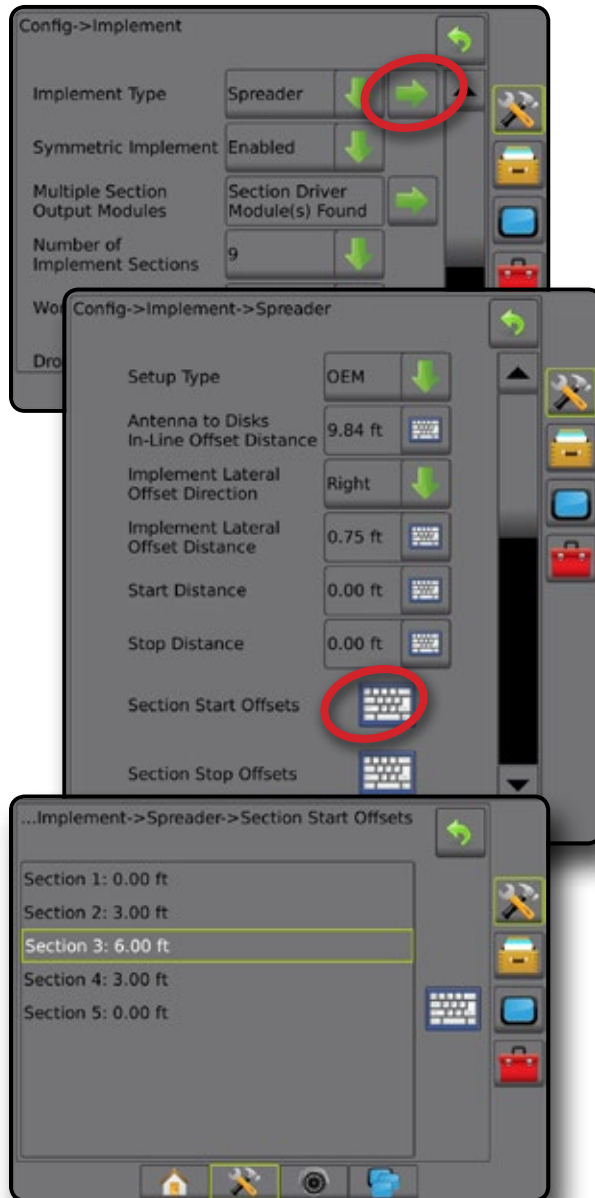 Config->Implement
Implement Type Spreader
Symmetric Implement Enabled
Multiple Section Section Driver
Output Modules Module(s) Found
Number of
Implement Sections 9
Wo
Dro
Config->Implement->Spreader
Setup Type OEM
Antenna to Disks
In-Line Offset Distance 9.84 ft
Implement Lateral
Offset Direction Right
Implement Lateral
Offset Distance 0.75 ft
Start Distance 0.00 ft
Stop Distance 0.00 ft
Section Start Offsets
Section Stop Offsets
...Implement->Spreader->Section Start Offsets
Section 1: 0.00 ft
Section 2: 3.00 ft
Section 3: 6.00 ft
Section 4: 3.00 ft
Section 5: 0.00 ft